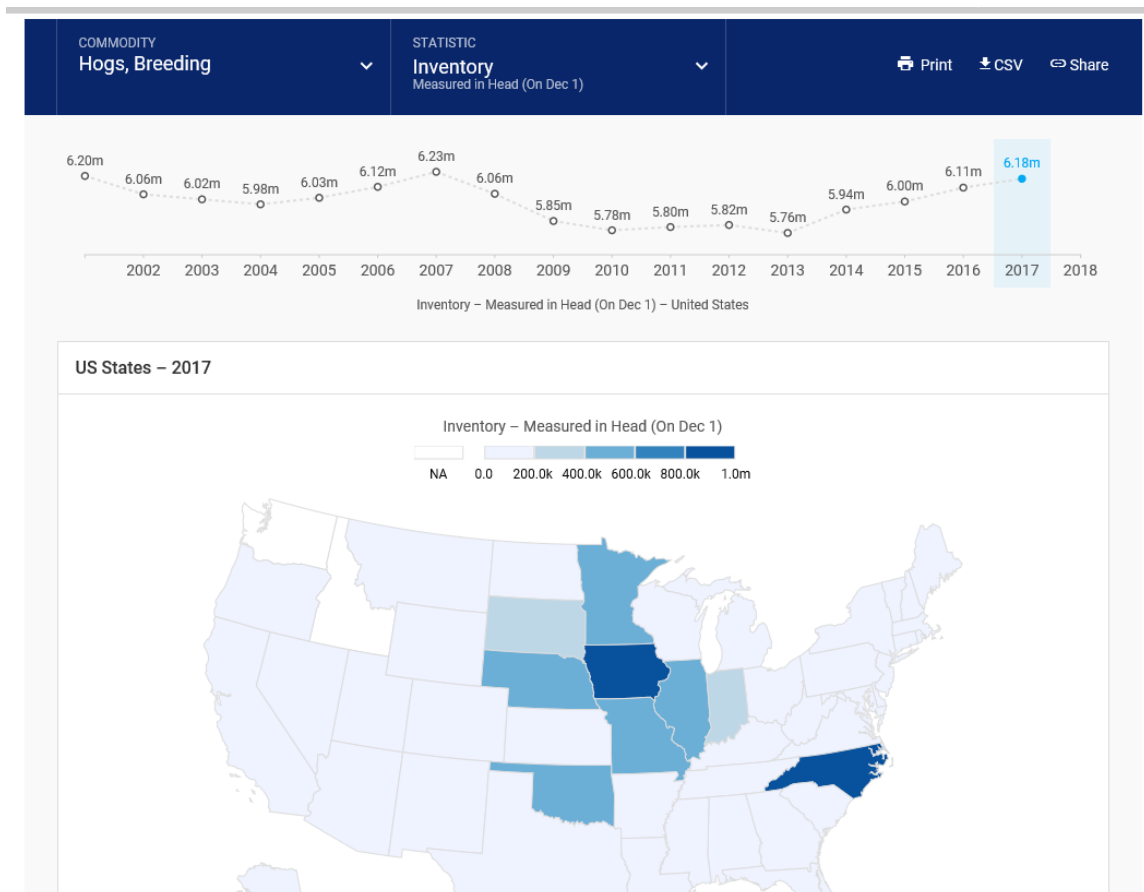 COMMODITY
Hogs, Breeding
STATISTIC
Inventory
Measured in Head (On Dec 1)
Print
CSV
Share
6.20m
6.06m
6.02m
5.98m
6.03m
6.12m
6.23m
6.06m
5.85m
5.78m
5.80m
5.82m
5.76m
5.94m
6.00m
6.11m
6.18m
2002 2003 2004 2005 2006 2007 2008 2009 2010 2011 2012 2013 2014 2015 2016 2017 2018
Inventory – Measured in Head (On Dec 1) – United States
US States – 2017
Inventory – Measured in Head (On Dec 1)
NA 0.0 200.0k 400.0k 600.0k 800.0k 1.0m